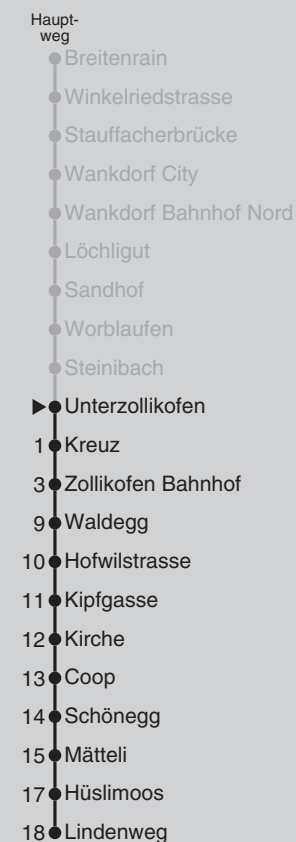 Haupt-
weg
Breitenrain
Winkelriedstrasse
Stauffacherbrücke
Wankdorf City
Wankdorf Bahnhof Nord
Löchligut
Sandhof
Worblaufen
Steinibach
Unterzollikofen
1 Kreuz
3 Zollikofen Bahnhof
9 Waldegg
10 Hofwilstrasse
11 Kipfgasse
12 Kirche
13 Coop
14 Schönegg
15 Mätteli
17 Hüslimoos
18 Lindenweg